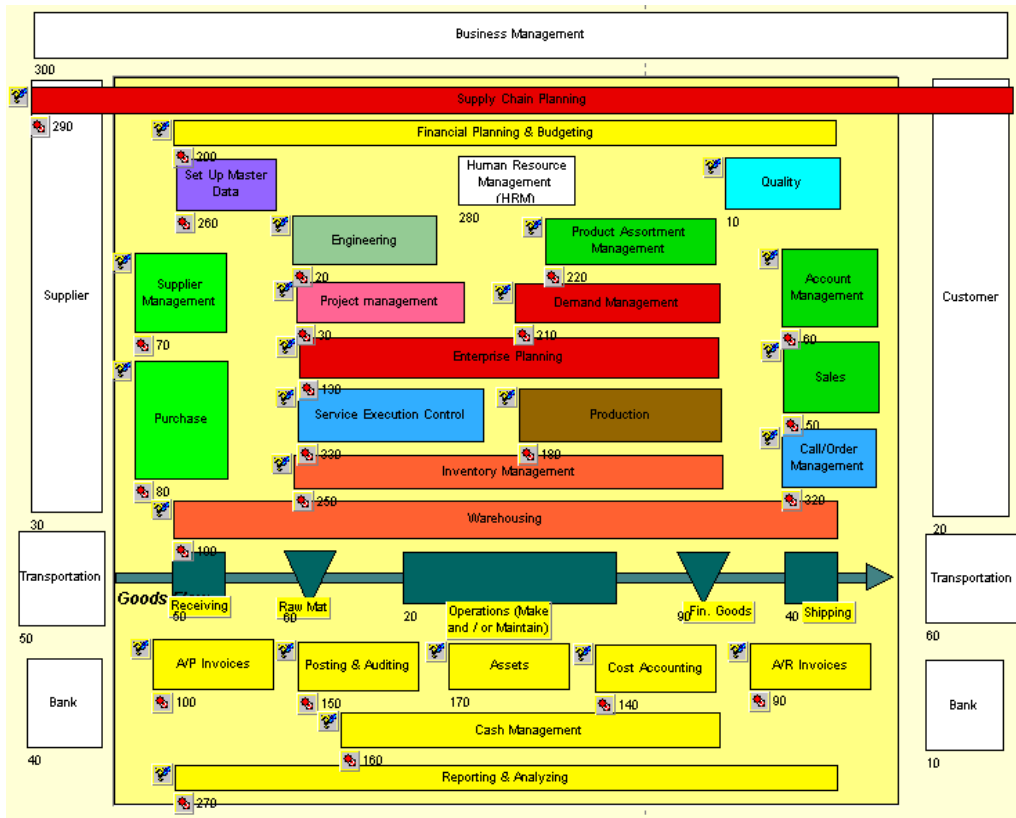 Business Management
300
Supply Chain Planning
290
Financial Planning & Budgeting
200
Set Up Master
Data
260
Human Resource
Management
(HRM)
280
Quality
10
Engineering
20
Product Assortment
Management
220
Supplier
Management
70
Account
Management
60
Supplier
30
Customer
20
Project management
30
Demand Management
210
Enterprise Planning
130
Sales
50
Purchase
80
Service Execution Control
330
Production
180
Call/Order
Management
320
Inventory Management
250
Warehousing
100
Transportation
50
Transportation
60
Goods
Receiving
50
Raw Mat
60
20
Operations (Make
and / or Maintain)
Fin. Goods
90
Shipping
40
A/P Invoices
100
Posting & Auditing
150
Assets
170
Cost Accounting
140
A/R Invoices
90
Bank
40
Bank
10
Cash Management
160
Reporting & Analyzing
270